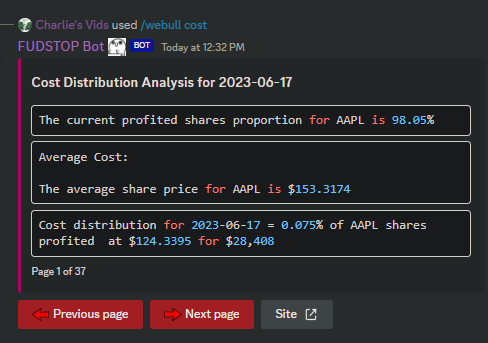 Charlie's Vids used /webull cost
FUDSTOP Bot BOT Today at 12:32 PM
Cost Distribution Analysis for 2023-06-17
The current profited shares proportion for AAPL is 98.05%
Average Cost:
The average share price for AAPL is $153.3174
Cost distribution for 2023-06-17 = 0.075% of AAPL shares
profited  at $124.3395 for $28,408
Page 1 of 37
Previous page
Next page
Site